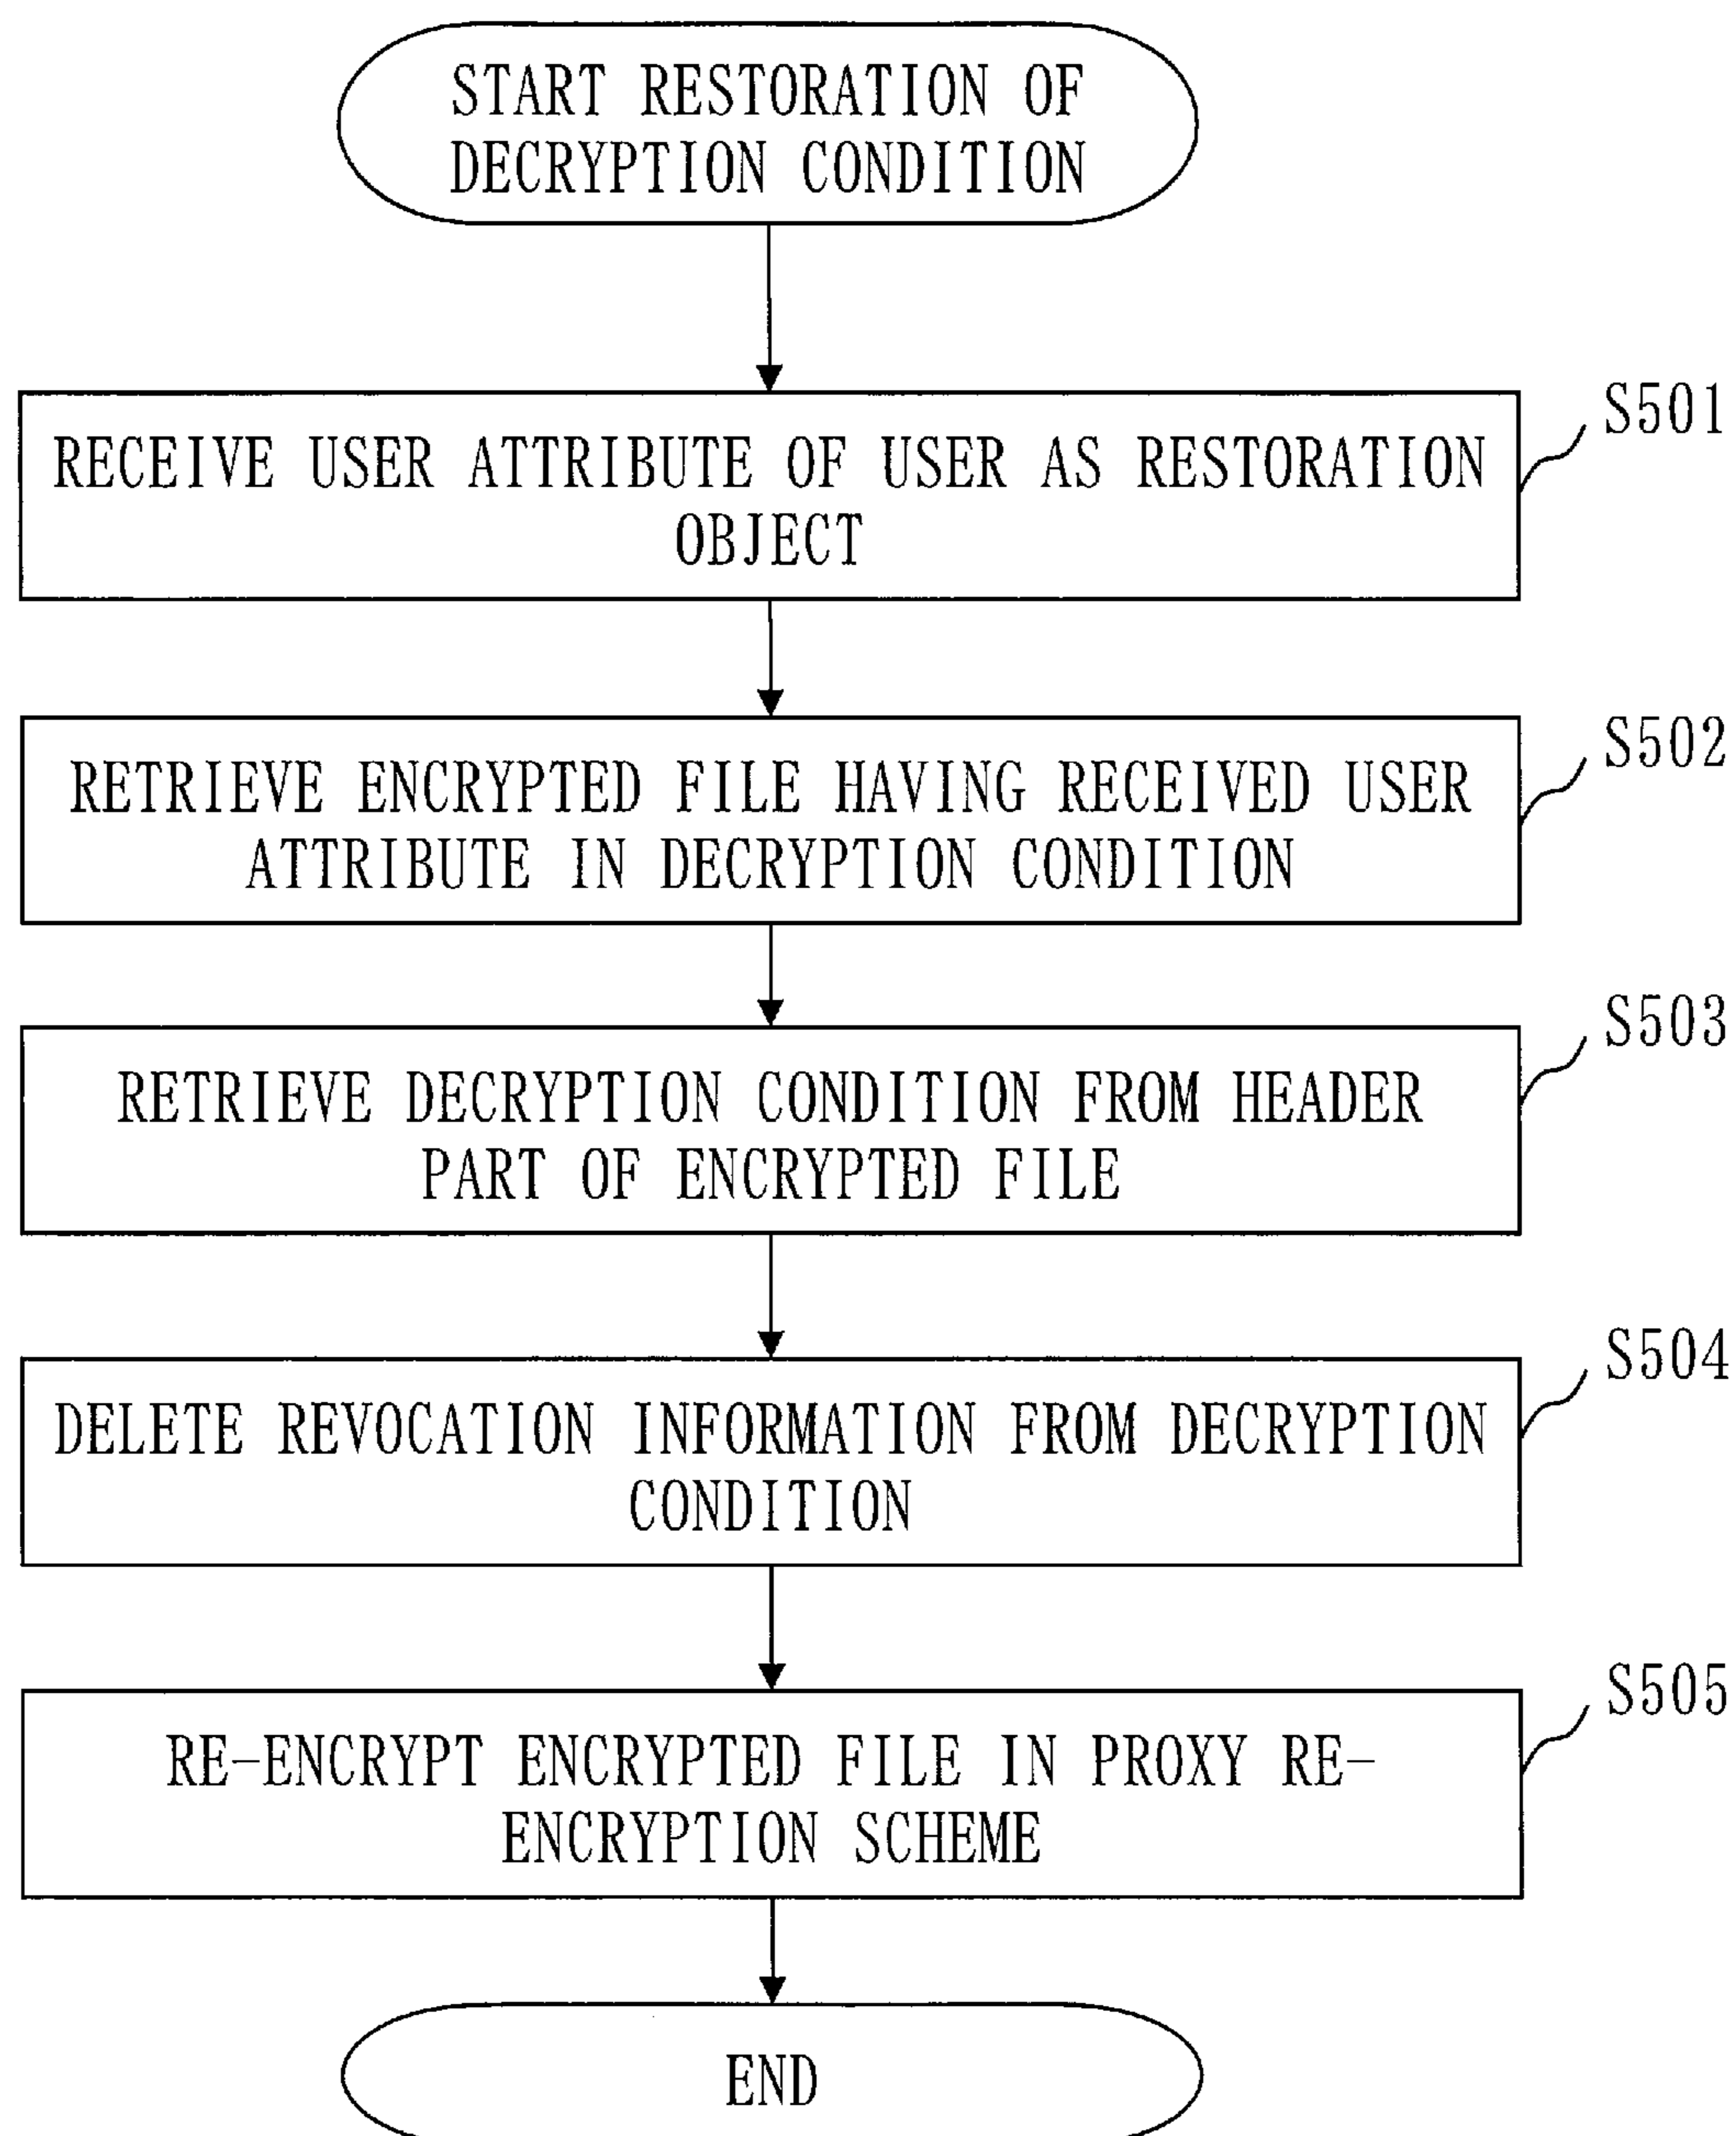 START RESTORATION OF
DECRYPTION CONDITION
S501
RECEIVE USER ATTRIBUTE OF USER AS RESTORATION
OBJECT
S502
RETRIEVE ENCRYPTED FILE HAVING RECEIVED USER
ATTRIBUTE IN DECRYPTION CONDITION
S503
RETRIEVE DECRYPTION CONDITION FROM HEADER
PART OF ENCRYPTED FILE
S504
DELETE REVOCATION INFORMATION FROM DECRYPTION
CONDITION
S505
RE-ENCRYPT ENCRYPTED FILE IN PROXY RE-
ENCRYPTION SCHEME
END